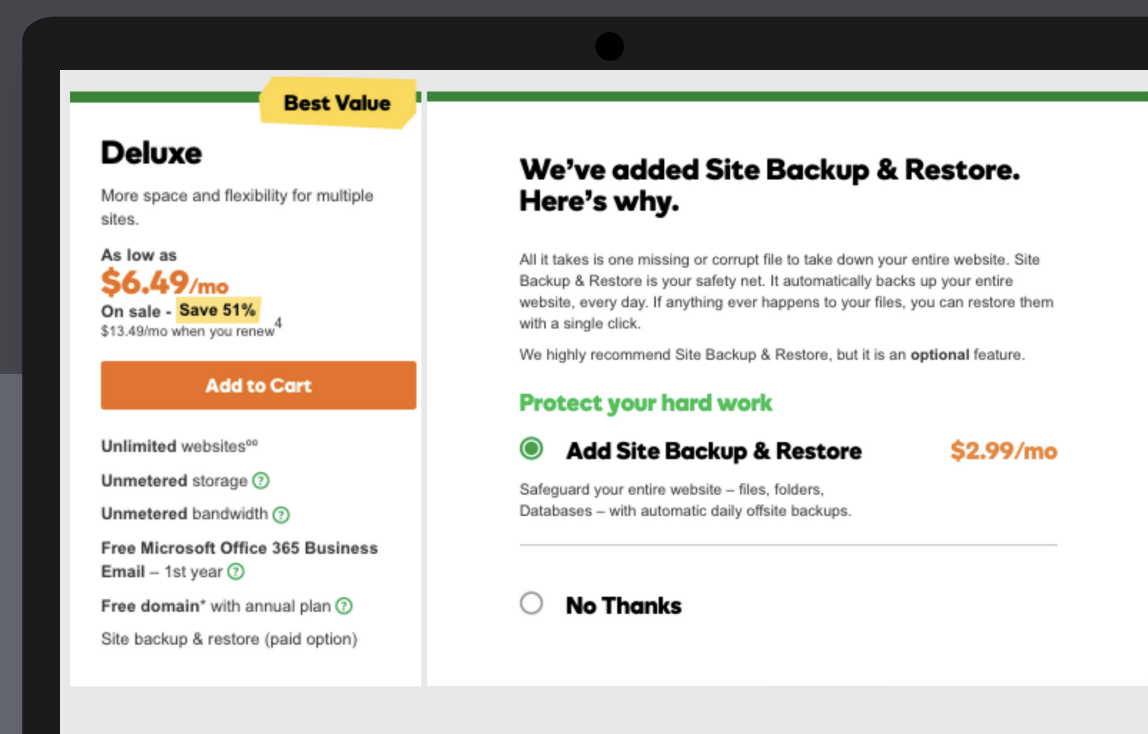 Best Value
Deluxe
More space and flexibility for multiple
sites.
As low as
$6.49/mo
On sale - Save 51%
$13.49/mo when you renew4
Add to Cart
Unlimited websitesºº
Unmetered storage ?
Unmetered bandwidth ?
Free Microsoft Office 365 Business
Email – 1st year ?
Free domain* with annual plan ?
Site backup & restore (paid option)
We’ve added Site Backup & Restore.
Here’s why.
All it takes is one missing or corrupt file to take down your entire website. Site
Backup & Restore is your safety net. It automatically backs up your entire
website, every day. If anything ever happens to your files, you can restore them
with a single click.
We highly recommend Site Backup & Restore, but it is an optional feature.
Protect your hard work
Add Site Backup & Restore $2.99/mo
Safeguard your entire website – files, folders,
Databases – with automatic daily offsite backups.
No Thanks